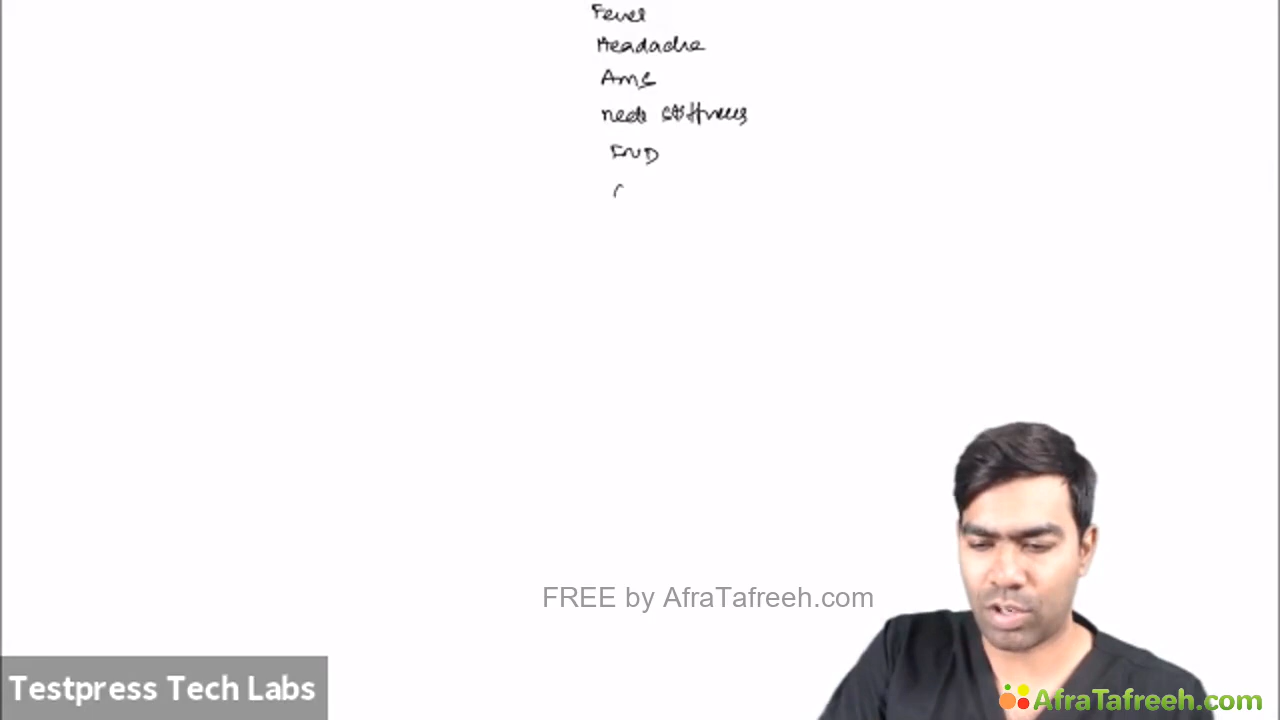 Fever
Headache
AMS
neck stiffness
FND
FREE by AfraTafreeh.com
Testpress Tech Labs
AfraTafreeh.com